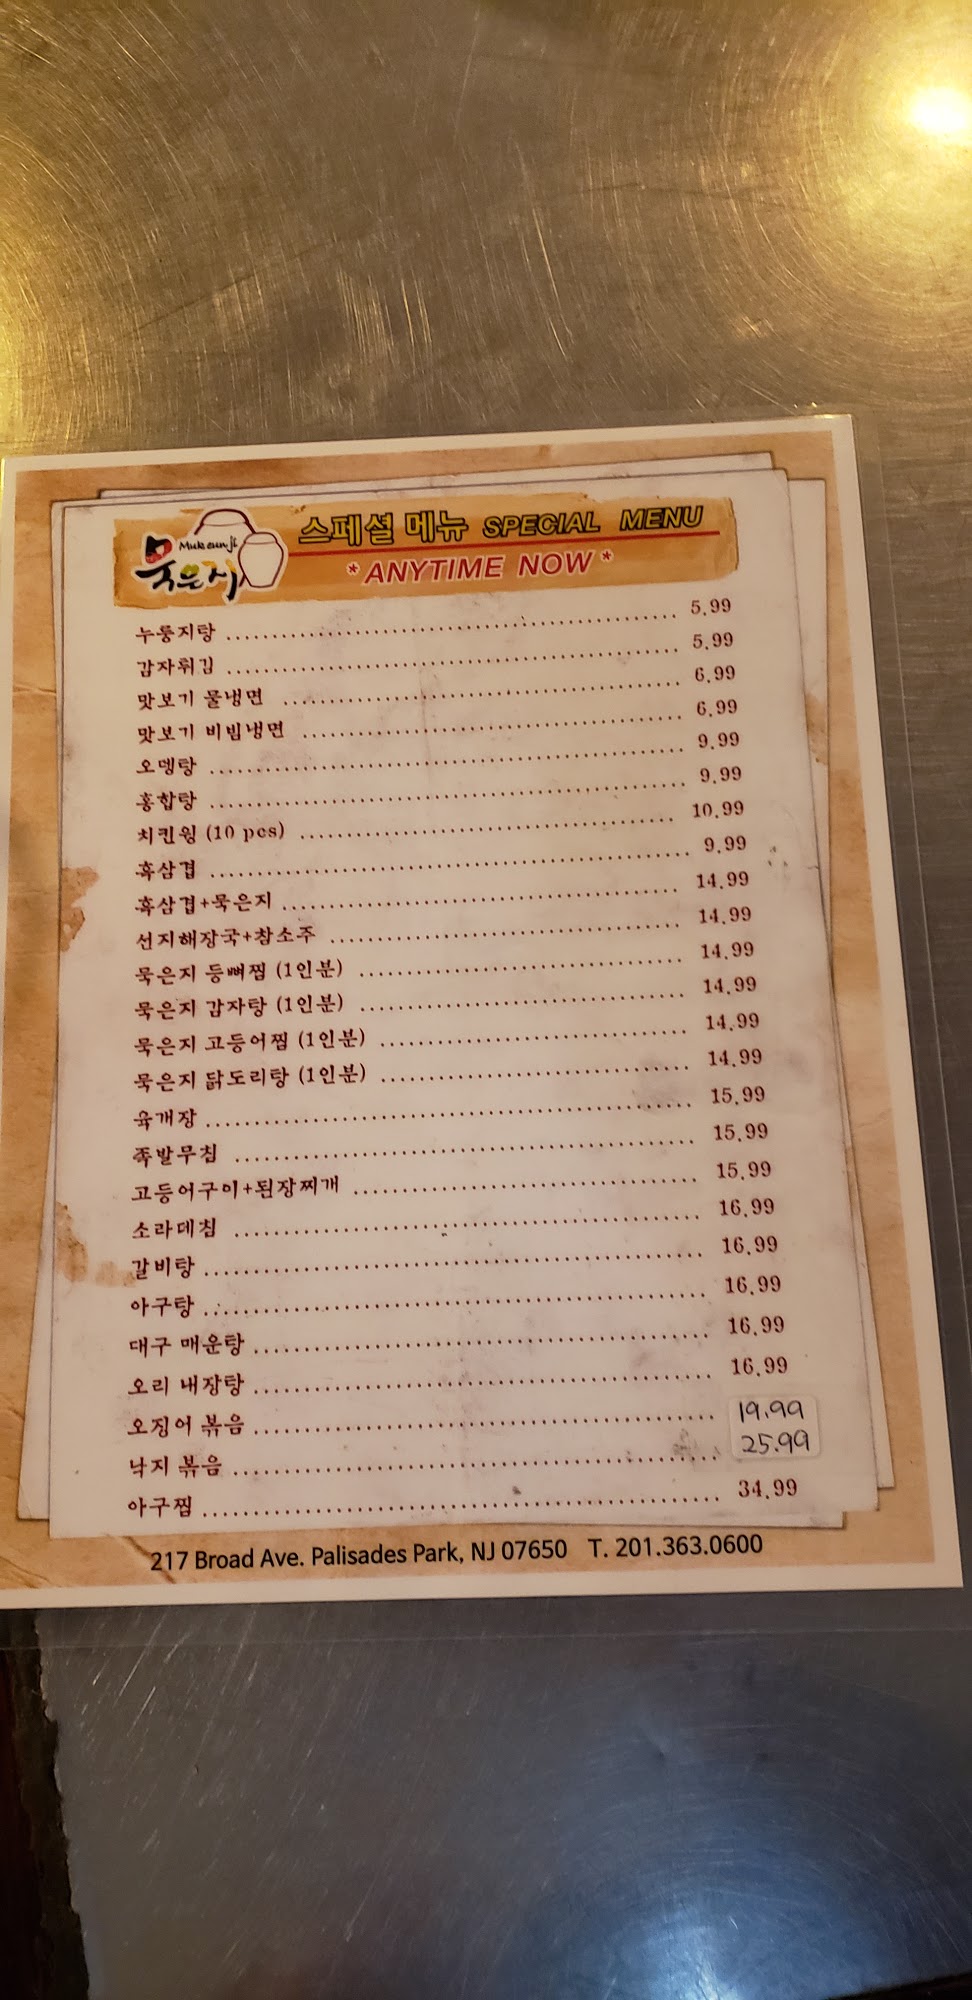 Mukeunji
묵은지
스페셜 메뉴 SPECIAL MENU
* ANYTIME NOW *
누룽지탕 5.99
감자튀김 5.99
맛보기 물냉면 6.99
맛보기 비빔냉면 6.99
오뎅탕 9.99
홍합탕 9.99
치킨윙 (10 pcs) 10.99
흑삼겹 9.99
흑삼겹+묵은지 14.99
선지해장국+참소주 14.99
묵은지 등뼈찜 (1인분) 14.99
묵은지 감자탕 (1인분) 14.99
묵은지 고등어찜 (1인분) 14.99
묵은지 닭도리탕 (1인분) 14.99
육개장 15.99
족발무침 15.99
고등어구이+된장찌개 15.99
소라데침 16.99
갈비탕 16.99
아구탕 16.99
대구 매운탕 16.99
오리 내장탕 16.99
오징어 볶음 19.99
낙지 볶음 25.99
아구찜 34.99
217 Broad Ave. Palisades Park, NJ 07650 T. 201.363.0600